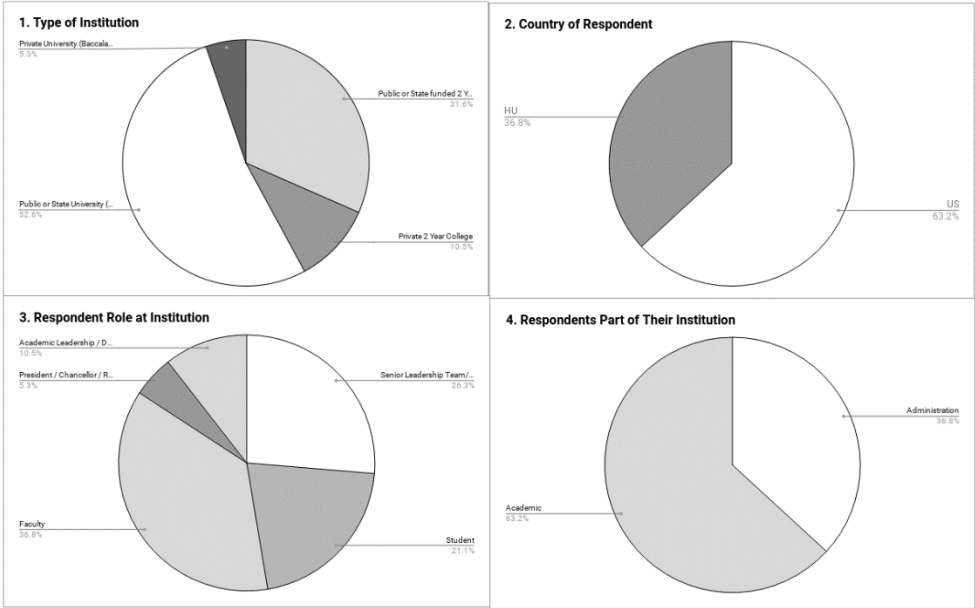 1. Type of Institution
Private University (Baccala...
5.3%
Public or State funded 2 Y...
31.6%
Public or State University (...
52.6%
Private 2 Year College
10.5%
2. Country of Respondent
HU
36.8%
US
63.2%
3. Respondent Role at Institution
Academic Leadership / D...
10.5%
President / Chancellor / R...
5.3%
Senior Leadership Team/...
26.3%
Faculty
36.8%
Student
21.1%
4. Respondents Part of Their Institution
Administration
36.8%
Academic
63.2%